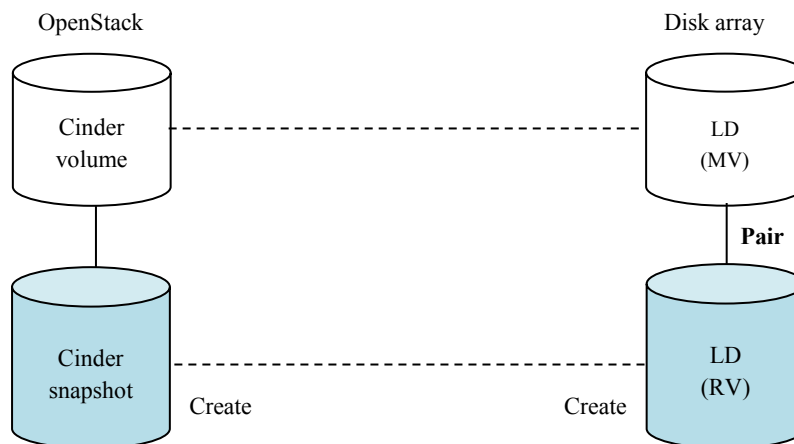 OpenStack
Disk array
Cinder
volume
LD
(MV)
Pair
Cinder
snapshot
LD
(RV)
Create
Create